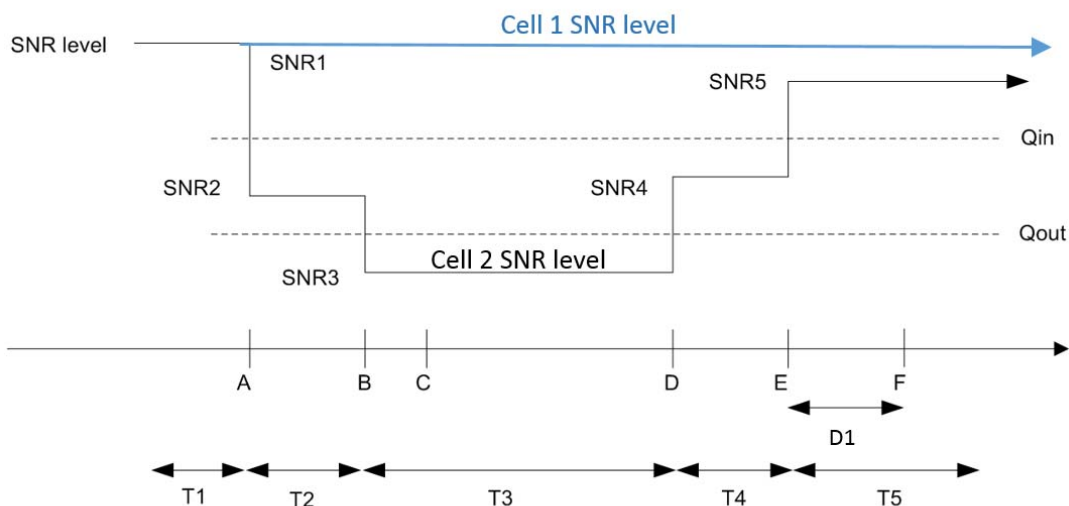 Cell 1 SNR level
SNR level
SNR1
SNR5
Qin
SNR2
SNR4
Qout
SNR3
Cell 2 SNR level
A B C D E F
D1
T1 T2 T3 T4 T5